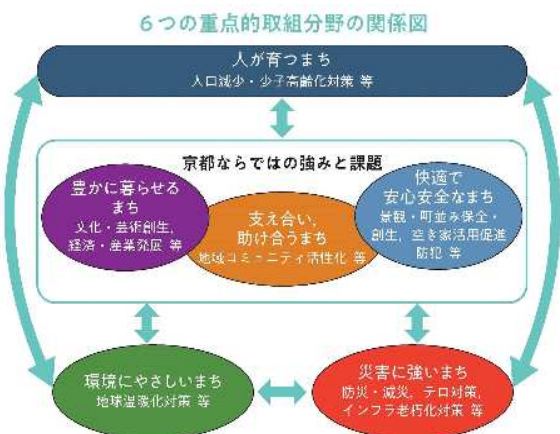 6つの重点的取組分野の関係図
人が育つまち
人口減少・少子高齢化対策 等
京都ならではの強みと課題
豊かに暮らせる
まち
文化・芸術創生,
経済・産業発展 等
支え合い,
助け合うまち
地域コミュニティ活性化 等
快適で
安心安全なまち
景観・町並み保全・
創生, 空き家活用促進
防犯 等
環境にやさしいまち
地球温暖化対策 等
災害に強いまち
防災・減災, テロ対策,
インフラ老朽化対策 等